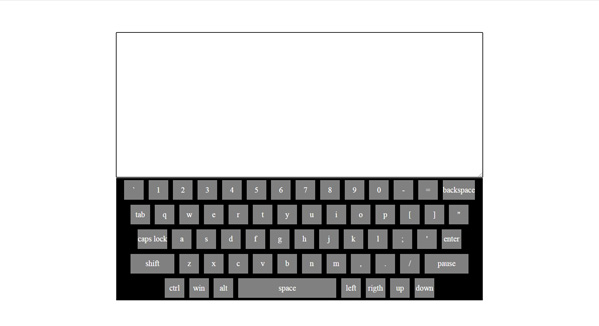 ` 1 2 3 4 5 6 7 8 9 0 - = backspace
tab q w e r t y u i o p [ ] "
caps lock a s d f g h j k l ; ' enter
shift z x c v b n m , . / pause
ctrl win alt space left rigth up down